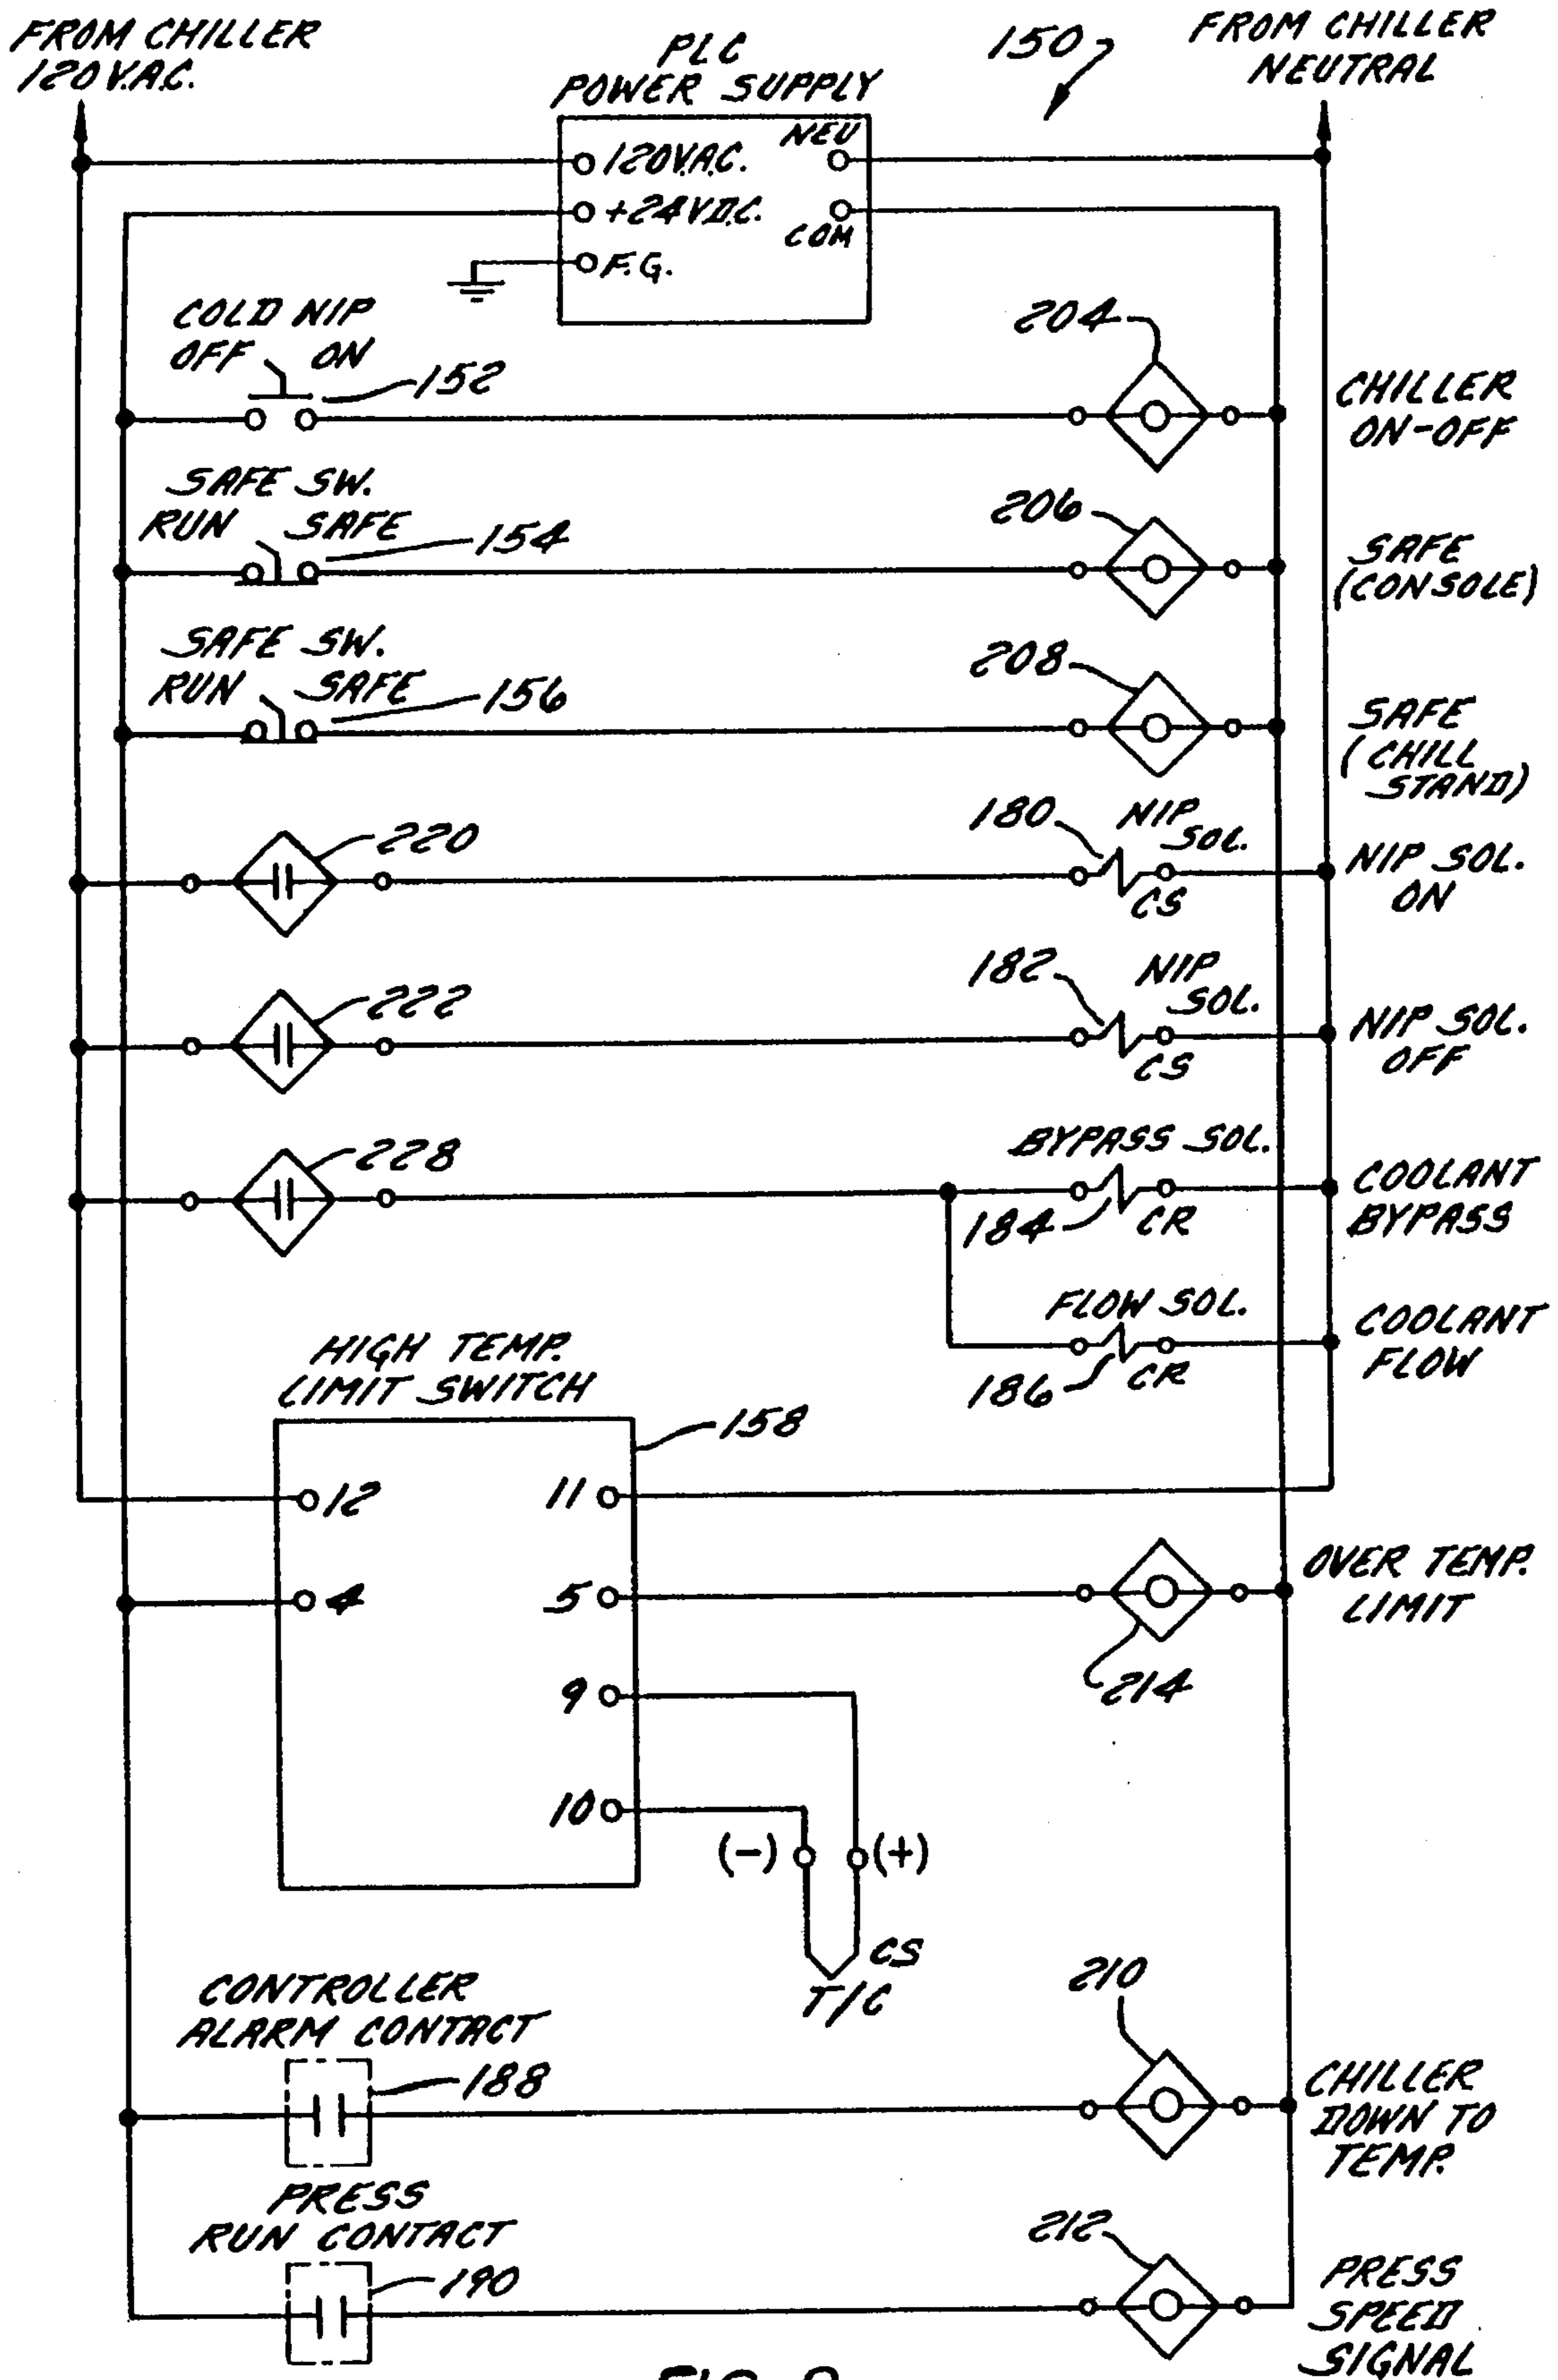 FROM CHILLER
120 V.A.C.
PLC
POWER SUPPLY
150
FROM CHILLER
NEUTRAL
120V.A.C.
NEU
+24V.D.C.
COM
F.G.
COLD NIP
OFF ON
152
204
CHILLER
ON-OFF
SAFE SW.
RUN SAFE
154
206
SAFE
(CONSOLE)
SAFE SW.
RUN SAFE
156
208
SAFE
(CHILL
STAND)
220
180
NIP
SOL.
CS
NIP SOL.
ON
222
182
NIP
SOL.
CS
NIP SOL.
OFF
228
BYPASS SOL.
184
CR
COOLANT
BYPASS
FLOW SOL.
186
CR
COOLANT
FLOW
HIGH TEMP.
LIMIT SWITCH
158
12
11
4
5
OVER TEMP.
LIMIT
214
9
10
(-)
(+)
CS
T/C
CONTROLLER
ALARM CONTACT
188
210
CHILLER
DOWN TO
TEMP.
PRESS
RUN CONTACT
190
212
PRESS
SPEED
SIGNAL